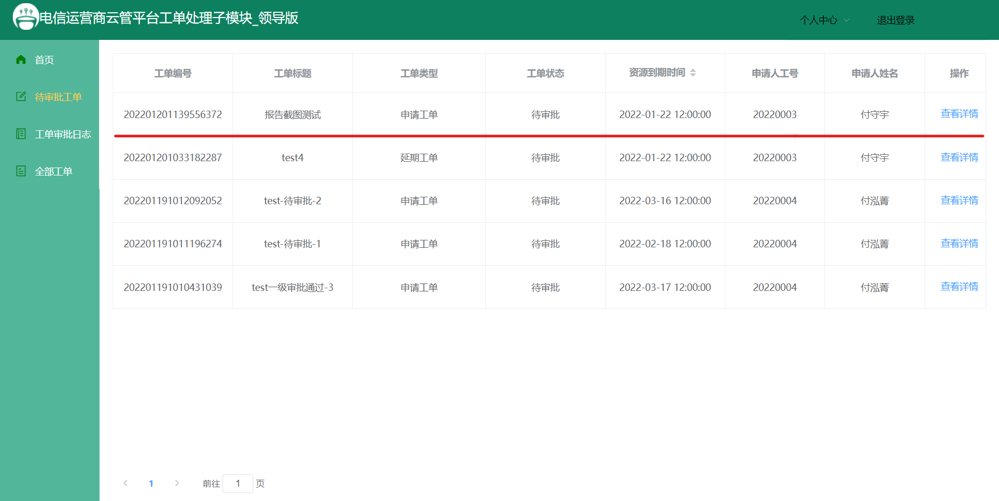 电信运营商云管平台工单处理子模块_领导版
个人中心 退出登录
首页
待审批工单
工单审批日志
全部工单
工单编号 工单标题 工单类型 工单状态 资源到期时间 申请人工号 申请人姓名 操作
202201201139556372 报告截图测试 申请工单 待审批 2022-01-22 12:00:00 20220003 付守宇 查看详情
202201201033182287 test4 延期工单 待审批 2022-01-22 12:00:00 20220003 付守宇 查看详情
202201191012092052 test-待审批-2 申请工单 待审批 2022-03-16 12:00:00 20220004 付泓菁 查看详情
202201191011196274 test-待审批-1 申请工单 待审批 2022-02-18 12:00:00 20220004 付泓菁 查看详情
202201191010431039 test一级审批通过-3 申请工单 待审批 2022-03-17 12:00:00 20220004 付泓菁 查看详情
1 前往 1 页